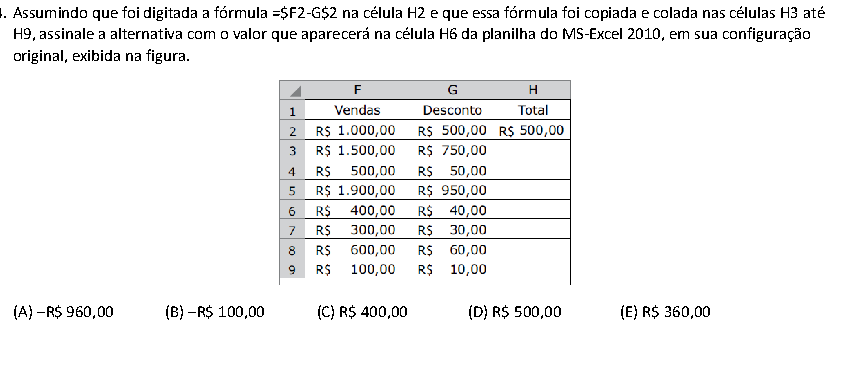 . Assumindo que foi digitada a fórmula =$F2-G$2 na célula H2 e que essa fórmula foi copiada e colada nas células H3 até
H9, assinale a alternativa com o valor que aparecerá na célula H6 da planilha do MS-Excel 2010, em sua configuração
original, exibida na figura.
F G H
1 Vendas Desconto Total
2 R$ 1.000,00 R$ 500,00 R$ 500,00
3 R$ 1.500,00 R$ 750,00
4 R$ 500,00 R$ 50,00
5 R$ 1.900,00 R$ 950,00
6 R$ 400,00 R$ 40,00
7 R$ 300,00 R$ 30,00
8 R$ 600,00 R$ 60,00
9 R$ 100,00 R$ 10,00
(A) –R$ 960,00 (B) –R$ 100,00 (C) R$ 400,00 (D) R$ 500,00 (E) R$ 360,00